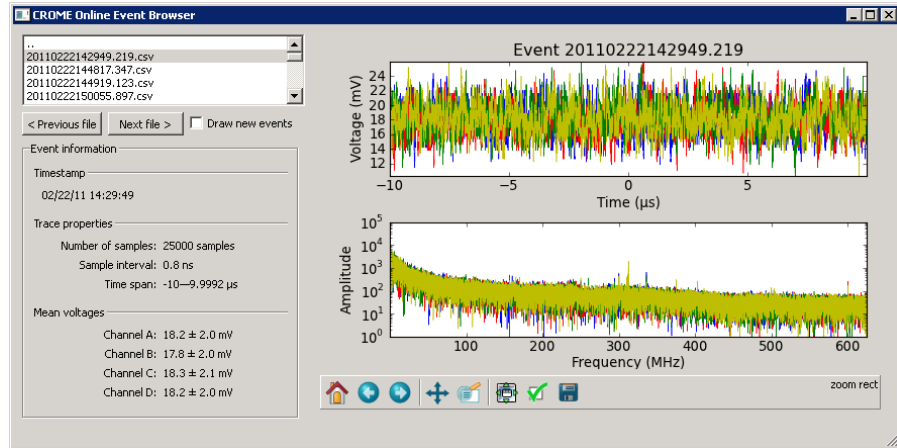 CROME Online Event Browser
..
20110222142949.219.csv
20110222144817.347.csv
20110222144919.123.csv
20110222150055.897.csv
< Previous file
Next file >
Draw new events
Event information
Timestamp
02/22/11 14:29:49
Trace properties
Number of samples: 25000 samples
Sample interval: 0.8 ns
Time span: -10—9.9992 µs
Mean voltages
Channel A: 18.2 ± 2.0 mV
Channel B: 17.8 ± 2.0 mV
Channel C: 18.3 ± 2.1 mV
Channel D: 18.2 ± 2.0 mV
Event 20110222142949.219
Voltage (mV)
24
22
20
18
16
14
12
−10 −5 0 5
Time (µs)
Amplitude
10⁵
10⁴
10³
10²
10¹
10⁰
100 200 300 400 500 600
Frequency (MHz)
zoom rect